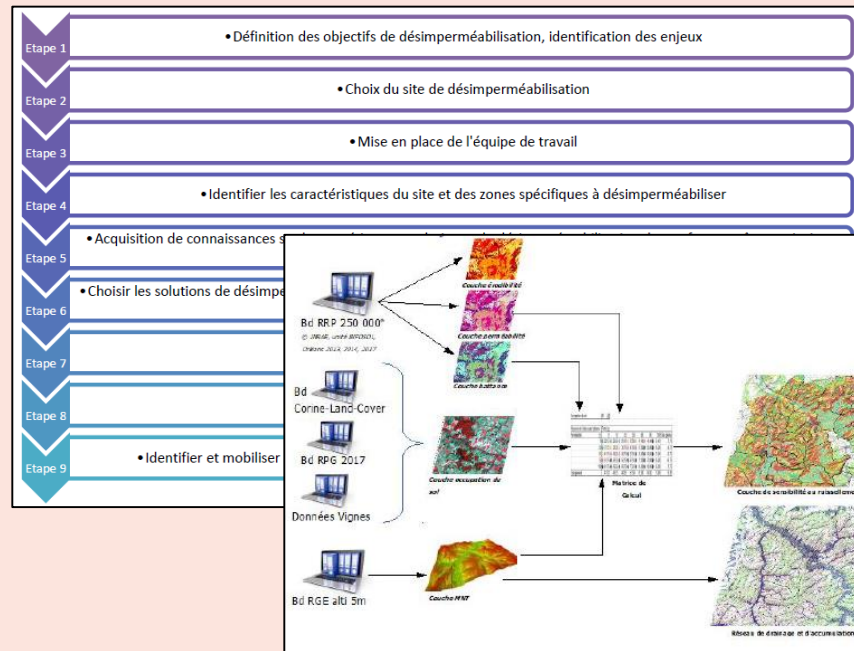 Etape 1
•Définition des objectifs de désimperméabilisation, identification des enjeux
Etape 2
•Choix du site de désimperméabilisation
Etape 3
•Mise en place de l'équipe de travail
Etape 4
•Identifier les caractéristiques du site et des zones spécifiques à désimperméabiliser
Etape 5
•Acquisition de connaissances
Etape 6
•Choisir les solutions de
Etape 7
Etape 8
Etape 9
•Identifier et mobiliser
Bd RRP 250 000°
Couche érodibilité
Couche perméabilité
Couche battance
Bd
Corine-Land-Cover
Bd RPG 2017
Données Vignes
Couche occupation de
sol
Matrice de
Calcul
Couche de sensibilité au
Bd RGE alti 5m
Couche MNT
Réseau de drainage et d'accumulation